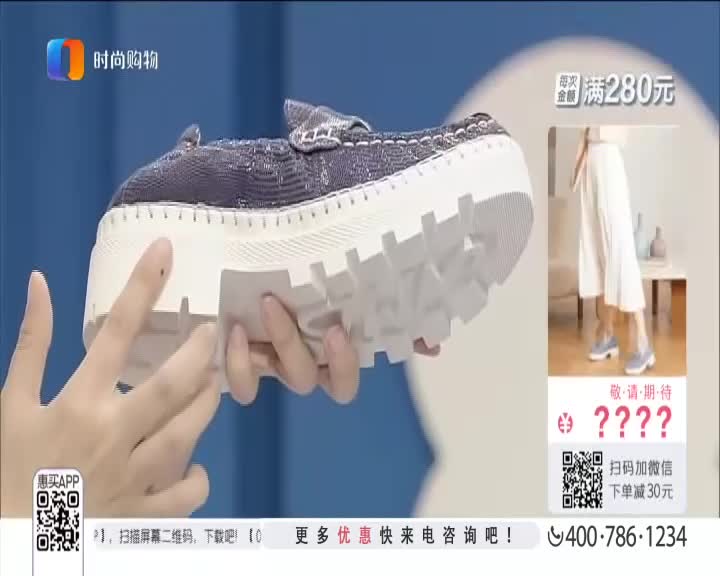 时尚购物
每次
金额
满280元
敬·请·期·待
¥ ????
扫码加微信
下单减30元
惠买APP
P】，扫描屏幕二维码，下载吧！【0
更多优惠快来电咨询吧！
400·786·1234